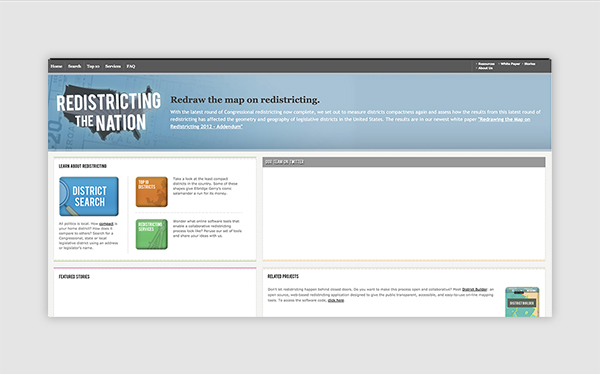 Home Search Top 10 Services FAQ
Resources White Paper Stories
About Us
REDISTRICTING
THE NATION
Redraw the map on redistricting.
With the latest round of Congressional redistricting now complete, we set out to measure districts compactness again and assess how the results from this latest round of
redistricting has affected the geometry and geography of legislative districts in the United States. The results are in our newest white paper "Redrawing the Map on
Redistricting 2012 - Addendum"
LEARN ABOUT REDISTRICTING
DISTRICT
SEARCH
All politics is local. How compact is
your home district? How does it
compare to others? Search for a
Congressional, state or local
legislative district using an address
or legislator's name.
TOP 10
DISTRICTS
Take a look at the least compact
districts in the country. Some of these
shapes give Elbridge Gerry's iconic
salamander a run for its money.
REDISTRICTING
SERVICES
Wonder what online software tools that
enable a collaborative redistricting
process look like? Peruse our set of tools
and share your ideas with us.
OUR TEAM ON TWITTER
FEATURED STORIES
RELATED PROJECTS
Don't let redistricting happen behind closed doors. Do you want to make this process open and collaborative? Meet District Builder: an
open source, web-based redistricting application designed to give the public transparent, accessible, and easy-to-use online mapping
tools. To access the software code, click here.
DISTRICT BUILDER